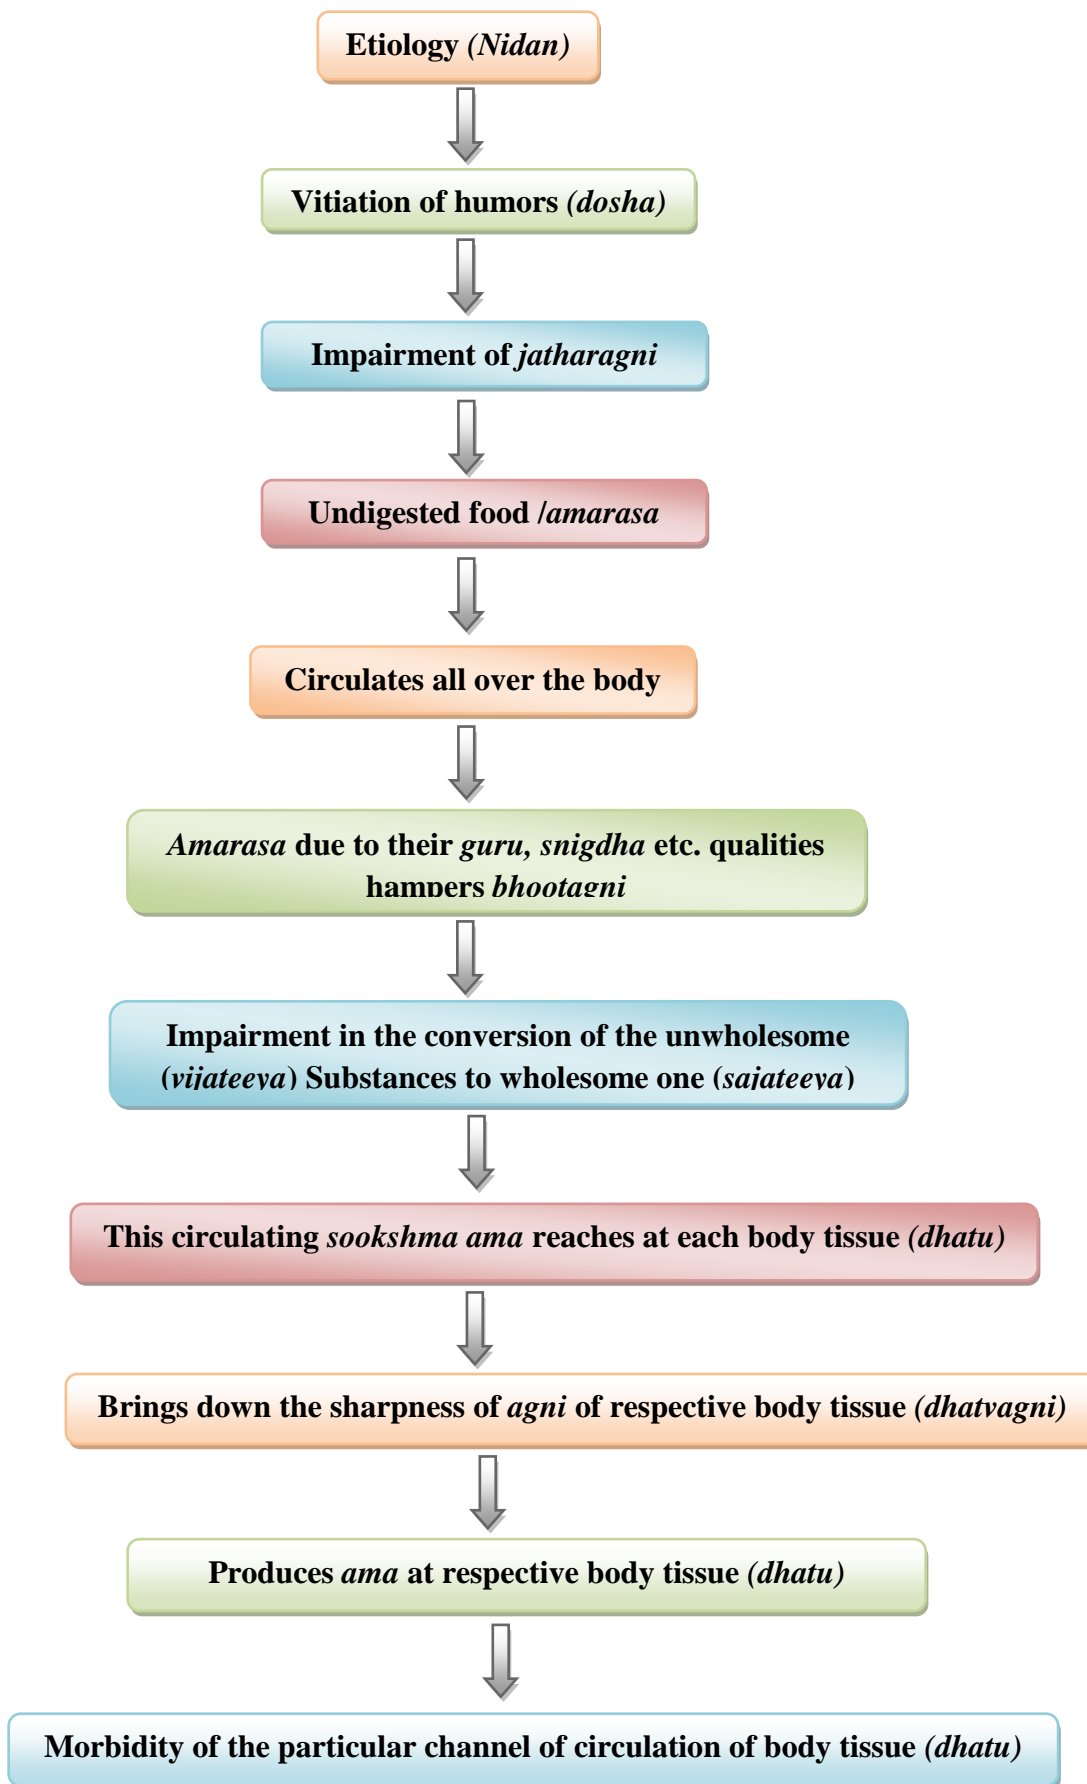 Etiology (Nidan)
Vitiation of humors (dosha)
Impairment of jatharagni
Undigested food /amarasa
Circulates all over the body
Amarasa due to their guru, snigdha etc. qualities
hampers bhootagni
Impairment in the conversion of the unwholesome
(vijateeya) Substances to wholesome one (sajateeya)
This circulating sookshma ama reaches at each body tissue (dhatu)
Brings down the sharpness of agni of respective body tissue (dhatvagni)
Produces ama at respective body tissue (dhatu)
Morbidity of the particular channel of circulation of body tissue (dhatu)